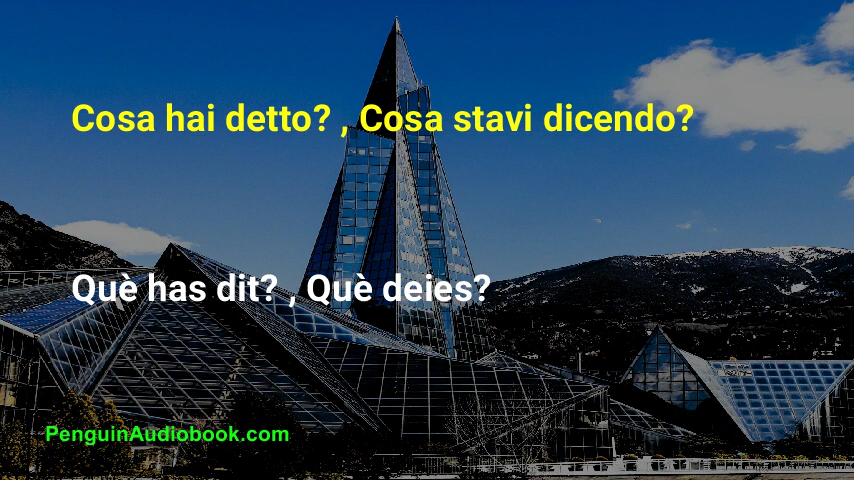 Cosa hai detto? , Cosa stavi dicendo?
Què has dit? , Què deies?
PenguinAudiobook.com